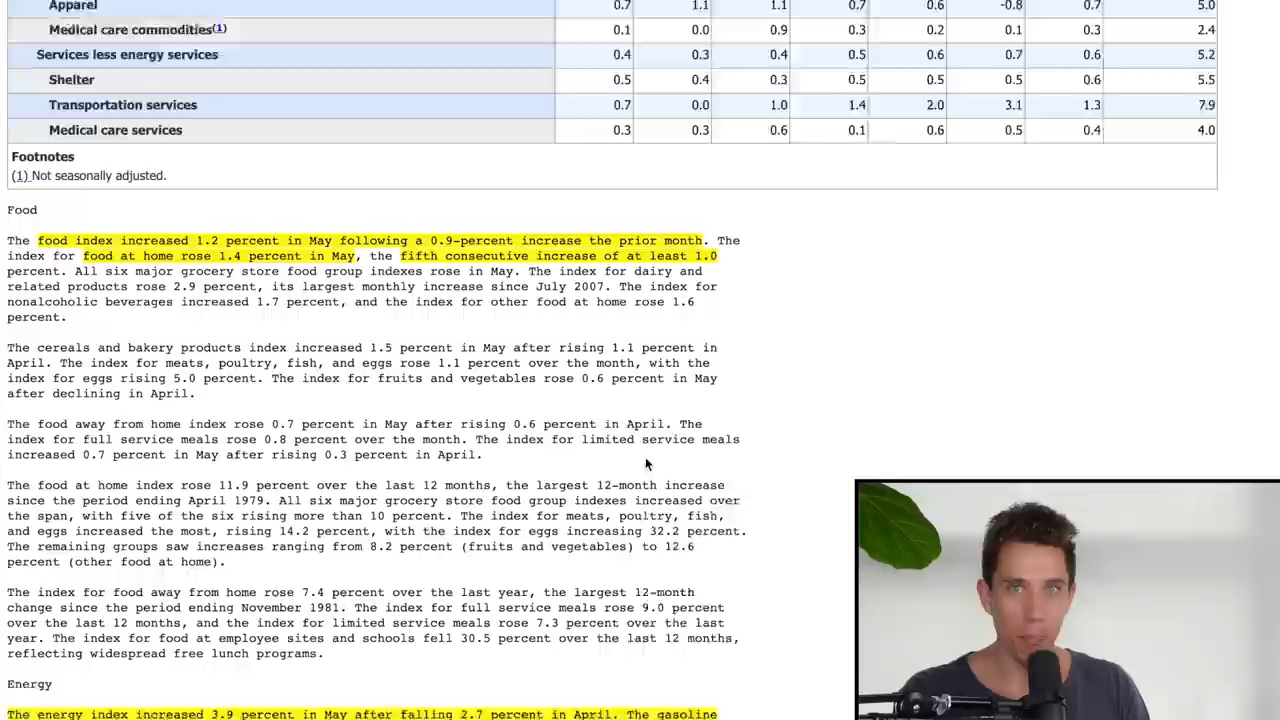 Apparel 0.7 1.1 1.1 0.7 0.6 -0.8 0.7 5.0
Medical care commodities(1) 0.1 0.0 0.9 0.3 0.2 0.1 0.3 2.4
Services less energy services 0.4 0.3 0.4 0.5 0.6 0.7 0.6 5.2
Shelter 0.5 0.4 0.3 0.5 0.5 0.5 0.6 5.5
Transportation services 0.7 0.0 1.0 1.4 2.0 3.1 1.3 7.9
Medical care services 0.3 0.3 0.6 0.1 0.6 0.5 0.4 4.0
Footnotes
(1) Not seasonally adjusted.
Food
The food index increased 1.2 percent in May following a 0.9-percent increase the prior month. The
index for food at home rose 1.4 percent in May, the fifth consecutive increase of at least 1.0
percent. All six major grocery store food group indexes rose in May. The index for dairy and
related products rose 2.9 percent, its largest monthly increase since July 2007. The index for
nonalcoholic beverages increased 1.7 percent, and the index for other food at home rose 1.6
percent.
The cereals and bakery products index increased 1.5 percent in May after rising 1.1 percent in
April. The index for meats, poultry, fish, and eggs rose 1.1 percent over the month, with the
index for eggs rising 5.0 percent. The index for fruits and vegetables rose 0.6 percent in May
after declining in April.
The food away from home index rose 0.7 percent in May after rising 0.6 percent in April. The
index for full service meals rose 0.8 percent over the month. The index for limited service meals
increased 0.7 percent in May after rising 0.3 percent in April.
The food at home index rose 11.9 percent over the last 12 months, the largest 12-month increase
since the period ending April 1979. All six major grocery store food group indexes increased over
the span, with five of the six rising more than 10 percent. The index for meats, poultry, fish,
and eggs increased the most, rising 14.2 percent, with the index for eggs increasing 32.2 percent.
The remaining groups saw increases ranging from 8.2 percent (fruits and vegetables) to 12.6
percent (other food at home).
The index for food away from home rose 7.4 percent over the last year, the largest 12-month
change since the period ending November 1981. The index for full service meals rose 9.0 percent
over the last 12 months, and the index for limited service meals rose 7.3 percent over the last
year. The index for food at employee sites and schools fell 30.5 percent over the last 12 months,
reflecting widespread free lunch programs.
Energy
The energy index increased 3.9 percent in May after falling 2.7 percent in April. The gasoline